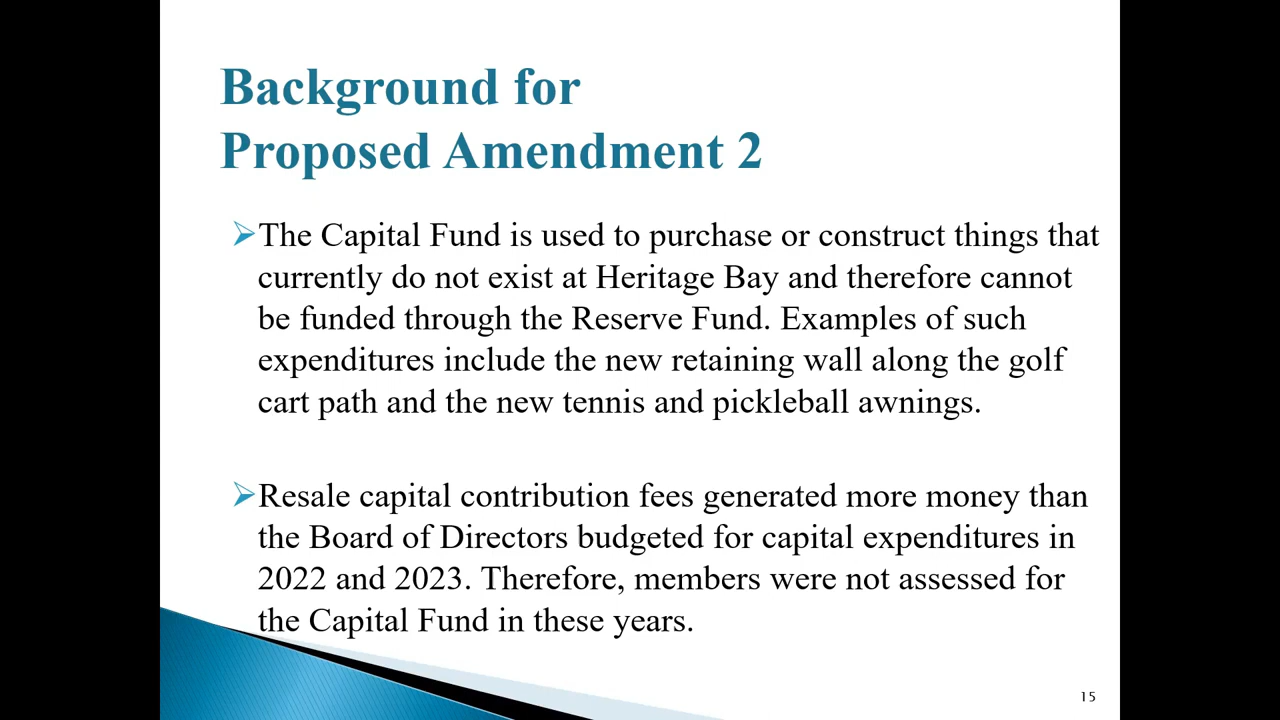 Background for
Proposed Amendment 2
The Capital Fund is used to purchase or construct things that
currently do not exist at Heritage Bay and therefore cannot
be funded through the Reserve Fund. Examples of such
expenditures include the new retaining wall along the golf
cart path and the new tennis and pickleball awnings.
Resale capital contribution fees generated more money than
the Board of Directors budgeted for capital expenditures in
2022 and 2023. Therefore, members were not assessed for
the Capital Fund in these years.
15